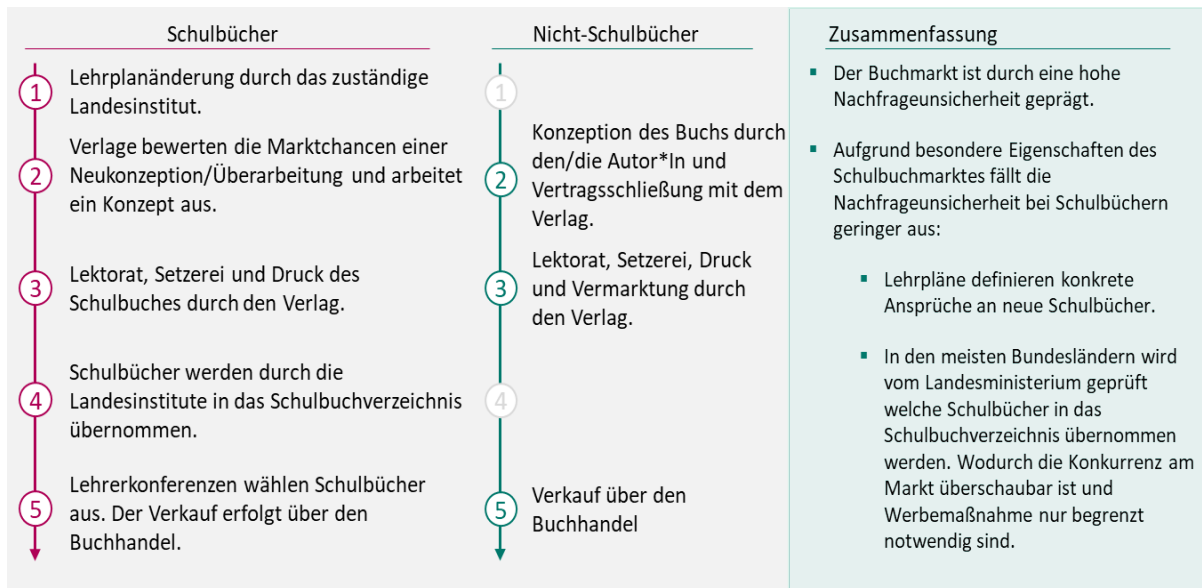 Schulbücher
1
Lehrplanänderung durch das zuständige
Landesinstitut.
2
Verlage bewerten die Marktchancen einer
Neukonzeption/Überarbeitung und arbeitet
ein Konzept aus.
3
Lektorat, Setzerei und Druck des
Schulbuches durch den Verlag.
4
Schulbücher werden durch die
Landesinstitute in das Schulbuchverzeichnis
übernommen.
5
Lehrerkonferenzen wählen Schulbücher
aus. Der Verkauf erfolgt über den
Buchhandel.
Nicht-Schulbücher
1
2
Konzeption des Buchs durch
den/die Autor*In und
Vertragsschließung mit dem
Verlag.
3
Lektorat, Setzerei, Druck
und Vermarktung durch
den Verlag.
4
5
Verkauf über den
Buchhandel
Zusammenfassung
▪ Der Buchmarkt ist durch eine hohe
Nachfrageunsicherheit geprägt.
▪ Aufgrund besondere Eigenschaften des
Schulbuchmarktes fällt die
Nachfrageunsicherheit bei Schulbüchern
geringer aus:
▪ Lehrpläne definieren konkrete
Ansprüche an neue Schulbücher.
▪ In den meisten Bundesländern wird
vom Landesministerium geprüft
welche Schulbücher in das
Schulbuchverzeichnis übernommen
werden. Wodurch die Konkurrenz am
Markt überschaubar ist und
Werbemaßnahme nur begrenzt
notwendig sind.